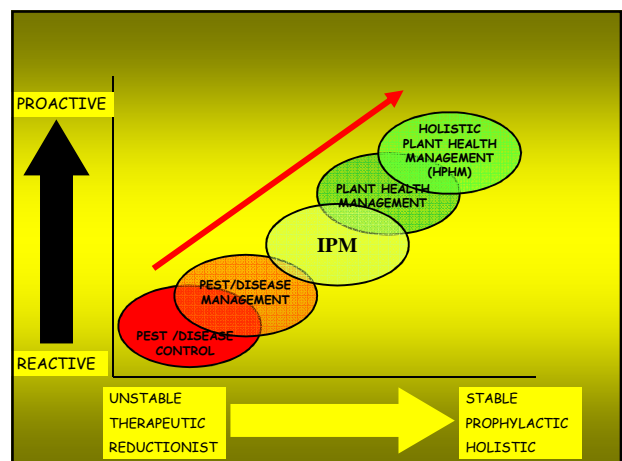 PROACTIVE
HOLISTIC
PLANT HEALTH
MANAGEMENT
(HPHM)
PLANT HEALTH
MANAGEMENT
IPM
PEST/DISEASE
MANAGEMENT
PEST /DISEASE
CONTROL
REACTIVE
UNSTABLE
THERAPEUTIC
REDUCTIONIST
STABLE
PROPHYLACTIC
HOLISTIC